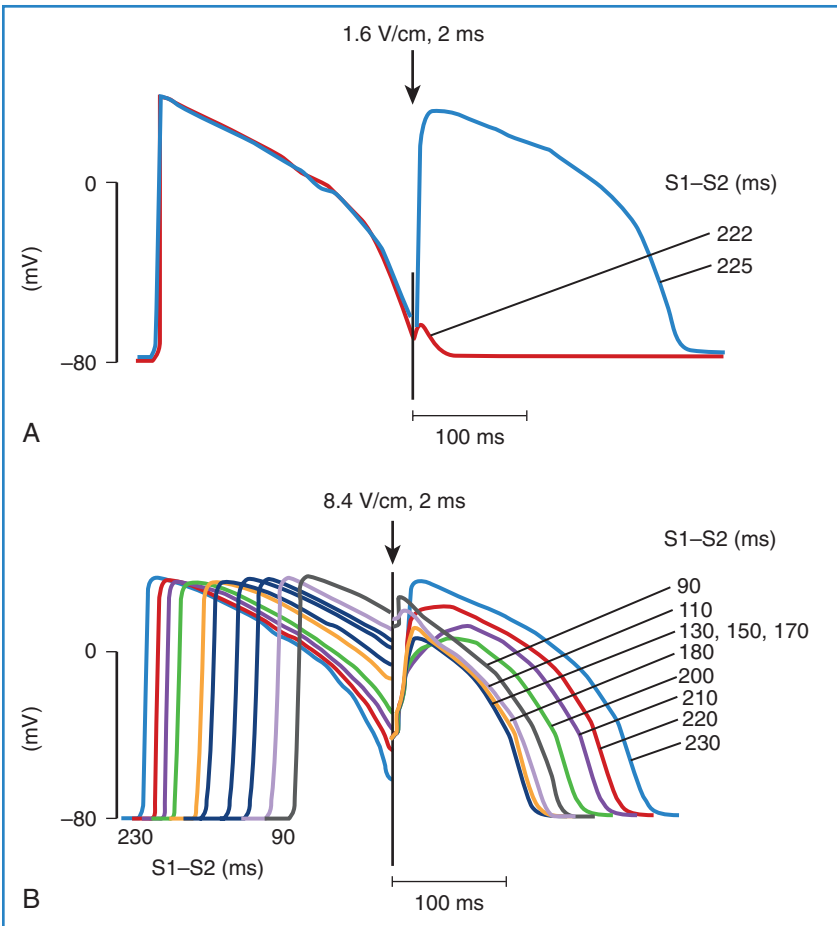 1.6 V/cm, 2 ms
0
S1–S2 (ms)
222
225
(mV)
–80
100 ms
A
8.4 V/cm, 2 ms
S1–S2 (ms)
90
110
130, 150, 170
180
200
210
220
230
0
(mV)
–80
230 90
S1–S2 (ms)
100 ms
B